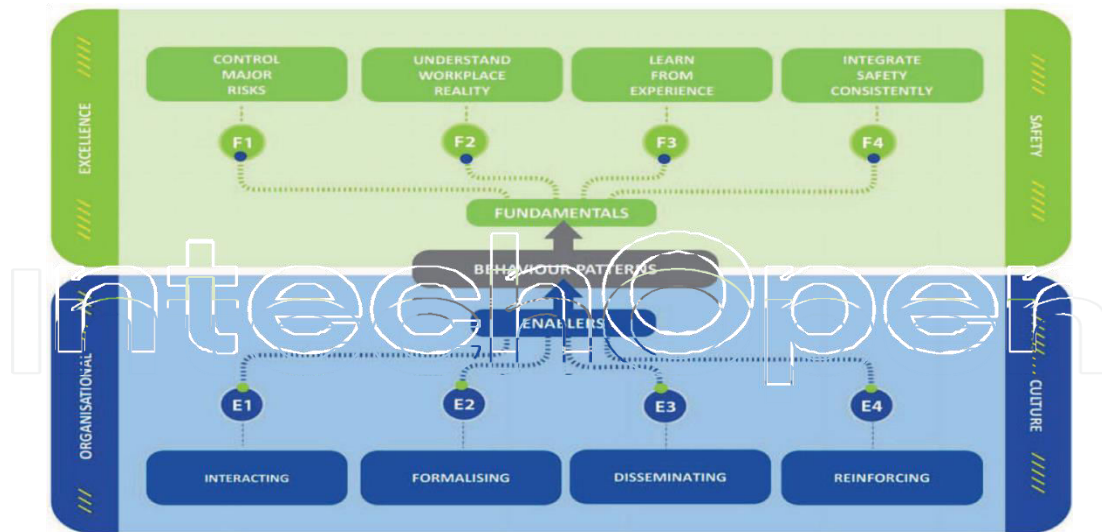 CONTROL
MAJOR
RISKS
UNDERSTAND
WORKPLACE
REALITY
LEARN
FROM
EXPERIENCE
INTEGRATE
SAFETY
CONSISTENTLY
EXCELLENCE
SAFETY
F1
F2
F3
F4
FUNDAMENTALS
BEHAVIOUR PATTERNS
IntechOpen
ENABLERS
ORGANISATIONAL
CULTURE
E1
E2
E3
E4
INTERACTING
FORMALISING
DISSEMINATING
REINFORCING